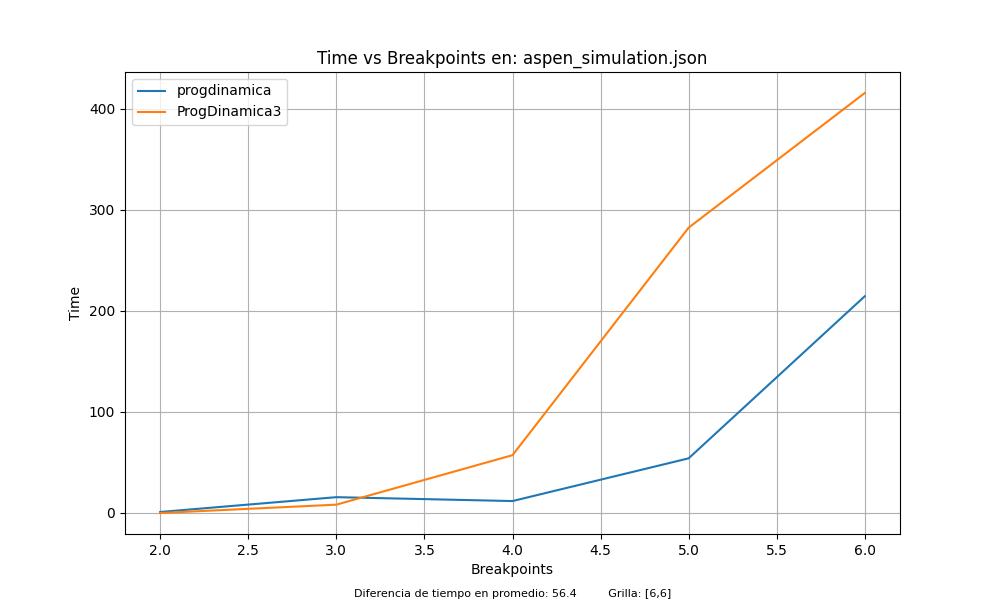 Time vs Breakpoints en: aspen_simulation.json
progdinamica
ProgDinamica3
400
300
200
100
0
Time
2.0 2.5 3.0 3.5 4.0 4.5 5.0 5.5 6.0
Breakpoints
Diferencia de tiempo en promedio: 56.4 Grilla: [6,6]